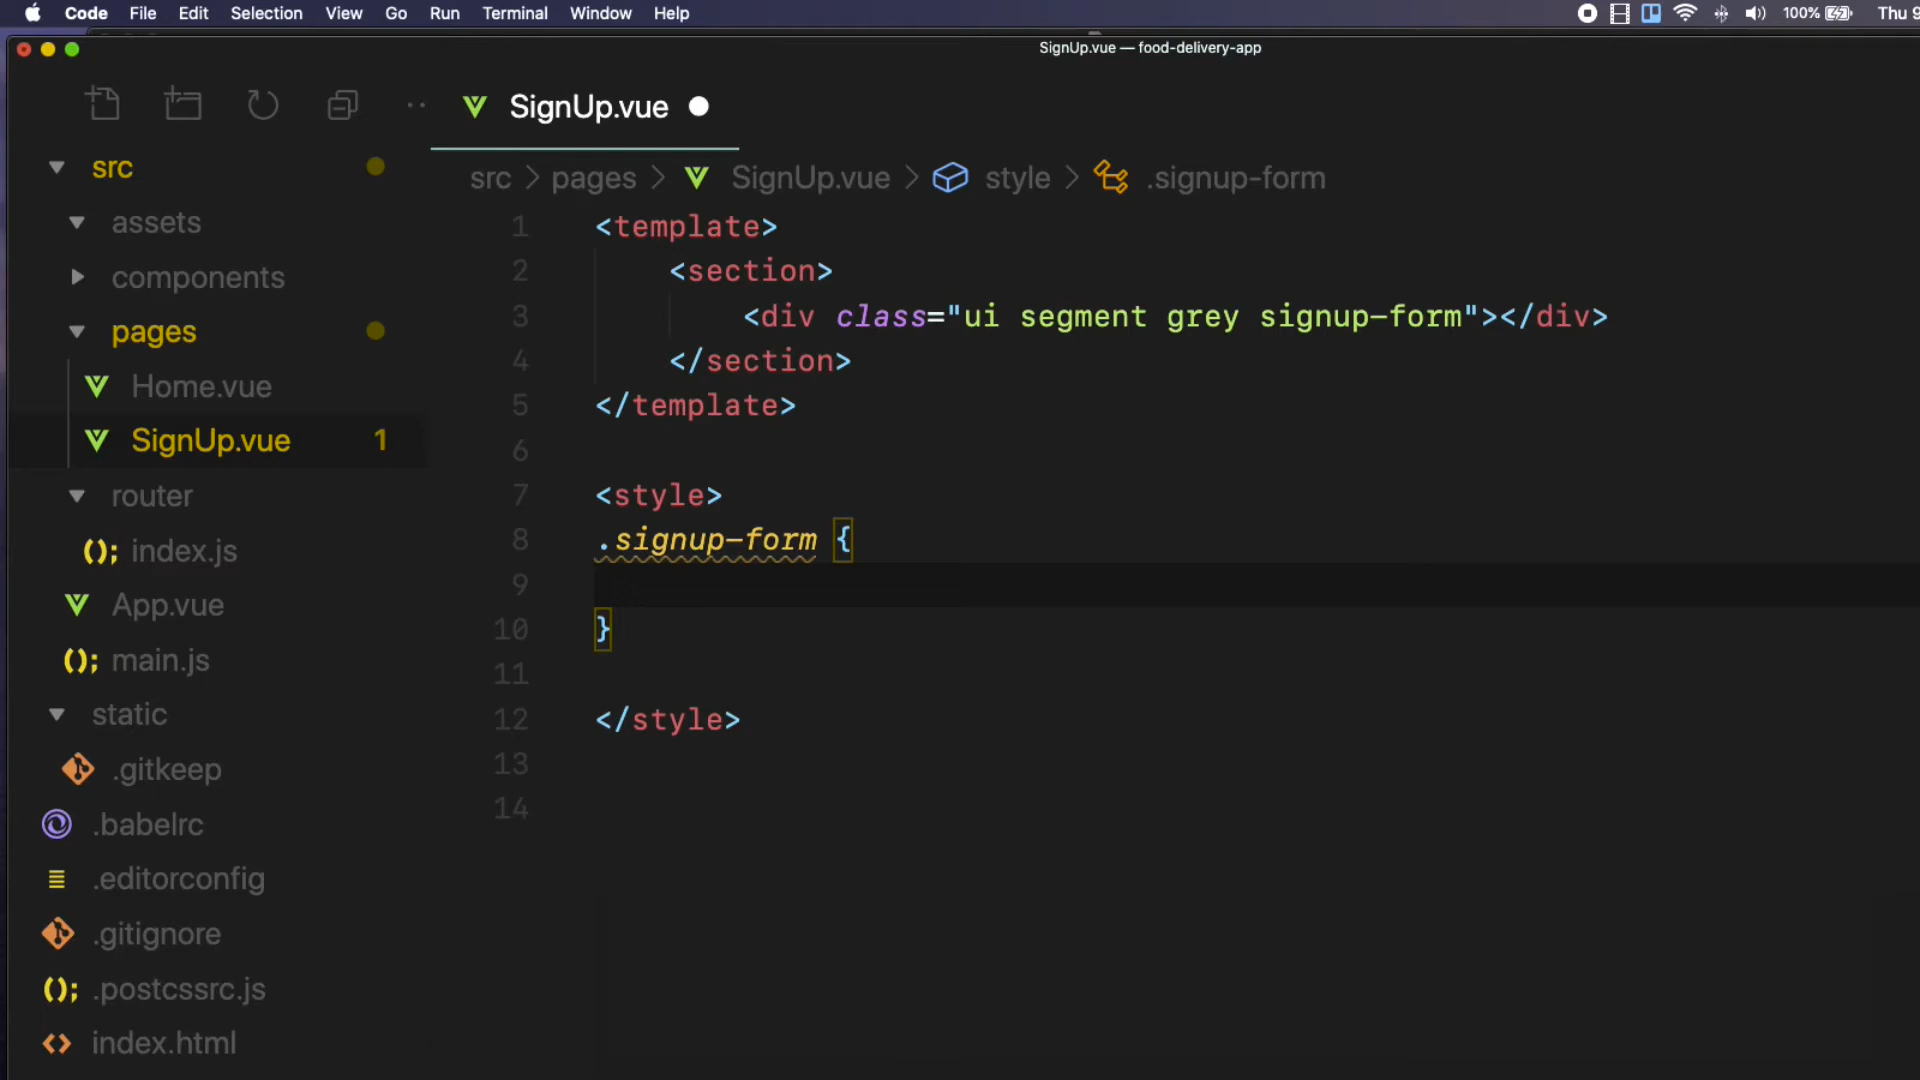 Code File Edit Selection View Go Run Terminal Window Help 100% Thu 9
SignUp.vue — food-delivery-app
SignUp.vue
src > pages > SignUp.vue > style > .signup-form
src
assets
components
pages
Home.vue
SignUp.vue 1
router
index.js
App.vue
main.js
static
.gitkeep
.babelrc
.editorconfig
.gitignore
.postcssrc.js
index.html
1 <template>
2 <section>
3 <div class="ui segment grey signup-form"></div>
4 </section>
5 </template>
6
7 <style>
8 .signup-form {
9
10 }
11
12 </style>
13
14